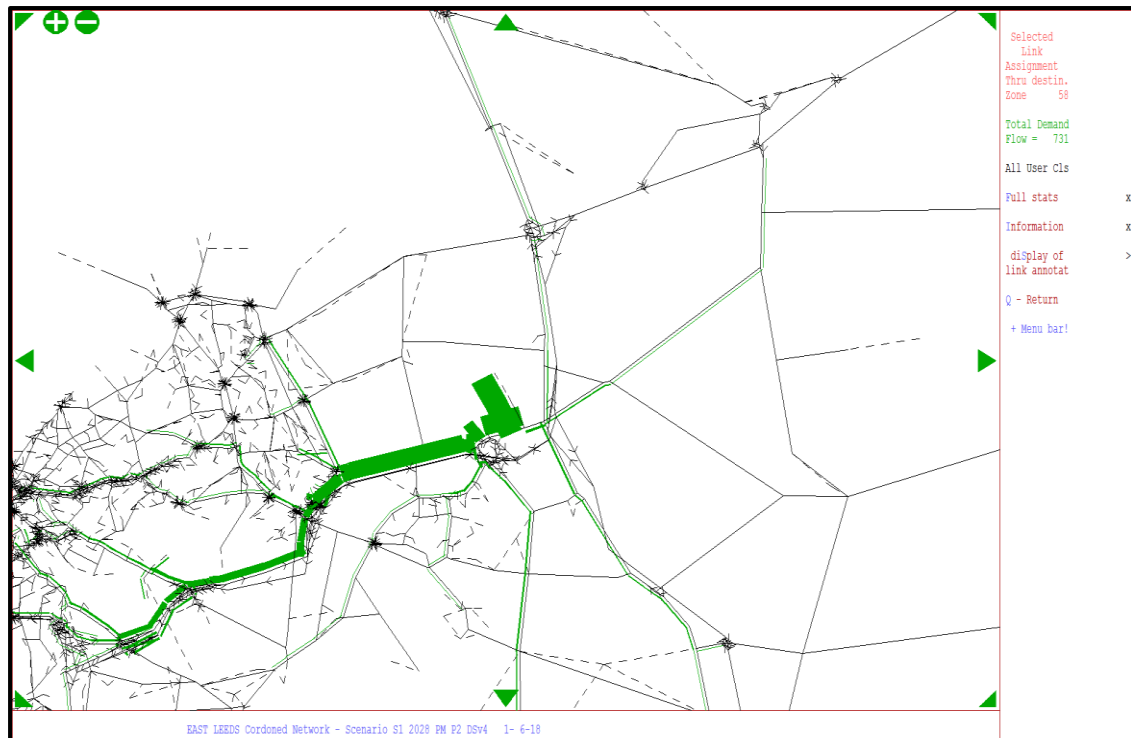 Selected
Link
Assignment
Thru destin.
Zone 58
Total Demand
Flow = 731
All User Cls
Full stats x
Information x
diSplay of >
link annotat
Q - Return
+ Menu bar!
EAST LEEDS Cordoned Network - Scenario S1 2028 PM P2 DSv4 1- 6-18